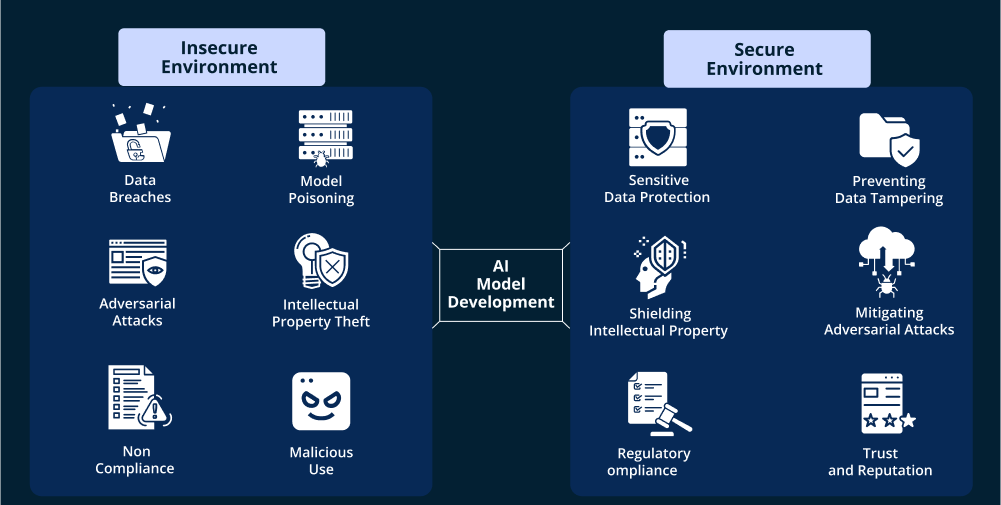 Insecure
Environment
Data
Breaches
Model
Poisoning
Adversarial
Attacks
Intellectual
Property Theft
Non
Compliance
Malicious
Use
AI
Model
Development
Secure
Environment
Sensitive
Data Protection
Preventing
Data Tampering
Shielding
Intellectual Property
Mitigating
Adversarial Attacks
Regulatory
ompliance
Trust
and Reputation